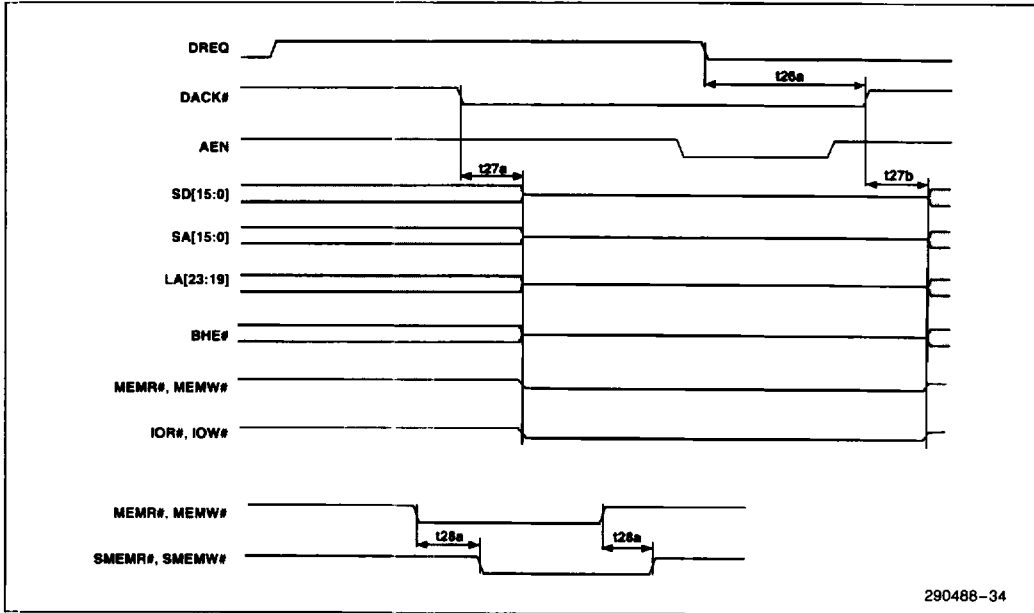 DREQ
t26a
DACK#
AEN
t27a
t27b
SD[15:0]
SA[15:0]
LA[23:19]
BHE#
MEMR#, MEMW#
IOR#, IOW#
MEMR#, MEMW#
t28a
t28a
SMEMR#, SMEMW#
290488-34